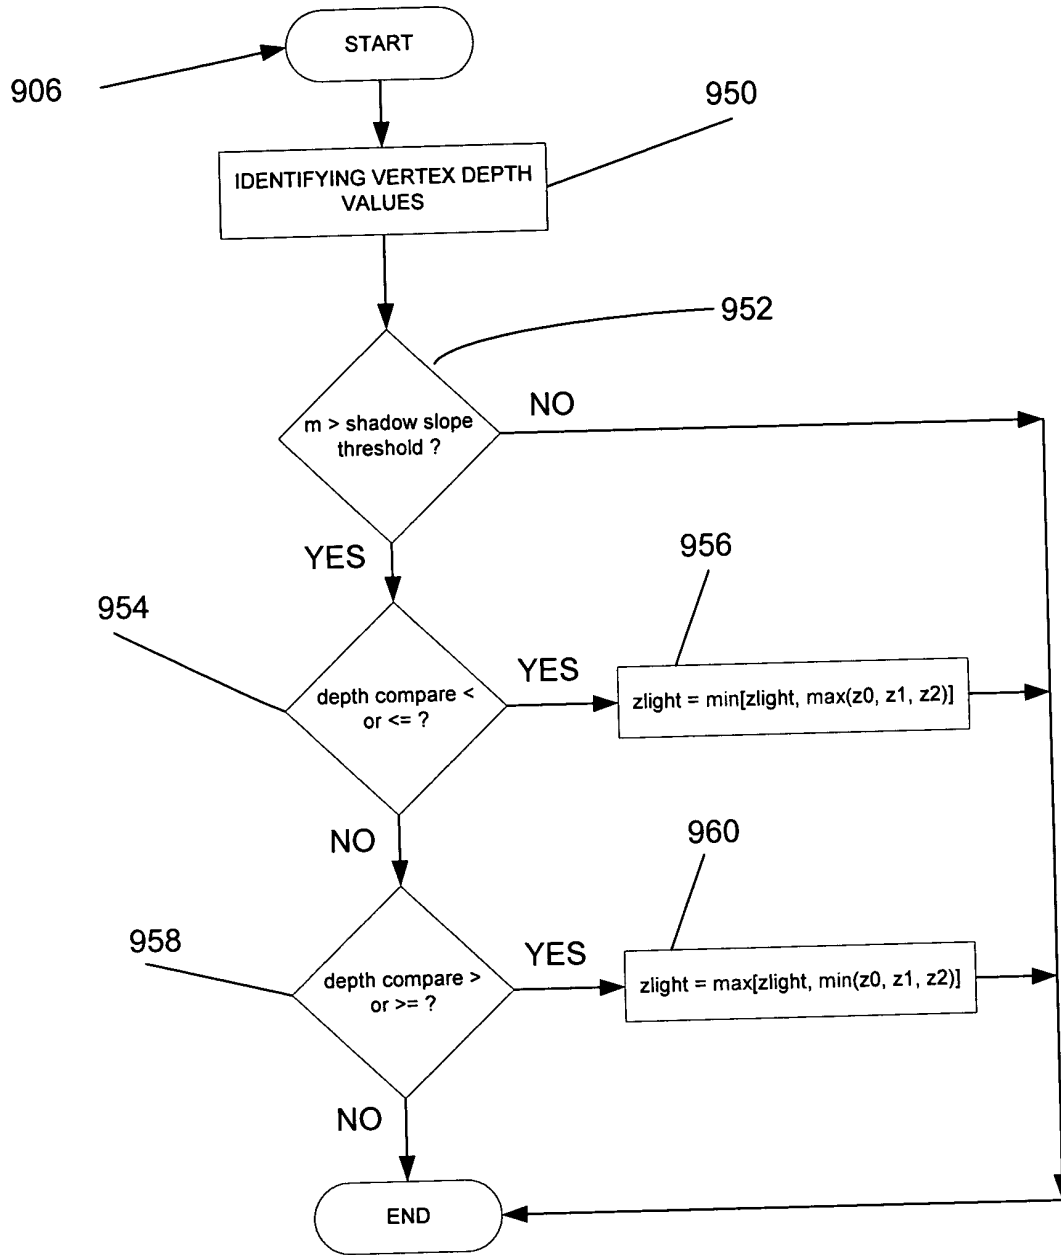 START
906
950
IDENTIFYING VERTEX DEPTH
VALUES
952
NO
m > shadow slope
threshold ?
YES
956
954
YES
depth compare <
or <= ?
zlight = min[zlight, max(z0, z1, z2)]
NO
960
958
YES
depth compare >
or >= ?
zlight = max[zlight, min(z0, z1, z2)]
NO
END